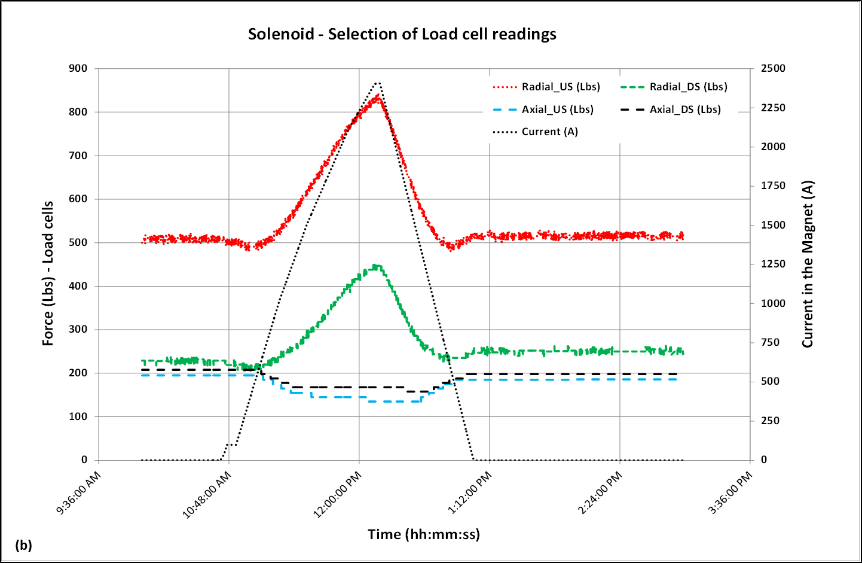 Solenoid - Selection of Load cell readings
Radial_US (Lbs)
Radial_DS (Lbs)
Axial_US (Lbs)
Axial_DS (Lbs)
Current (A)
Force (Lbs) - Load cells
900
800
700
600
500
400
300
200
100
0
Current in the Magnet (A)
2500
2250
2000
1750
1500
1250
1000
750
500
250
0
9:36:00 AM
10:48:00 AM
12:00:00 PM
1:12:00 PM
2:24:00 PM
3:36:00 PM
Time (hh:mm:ss)
(b)